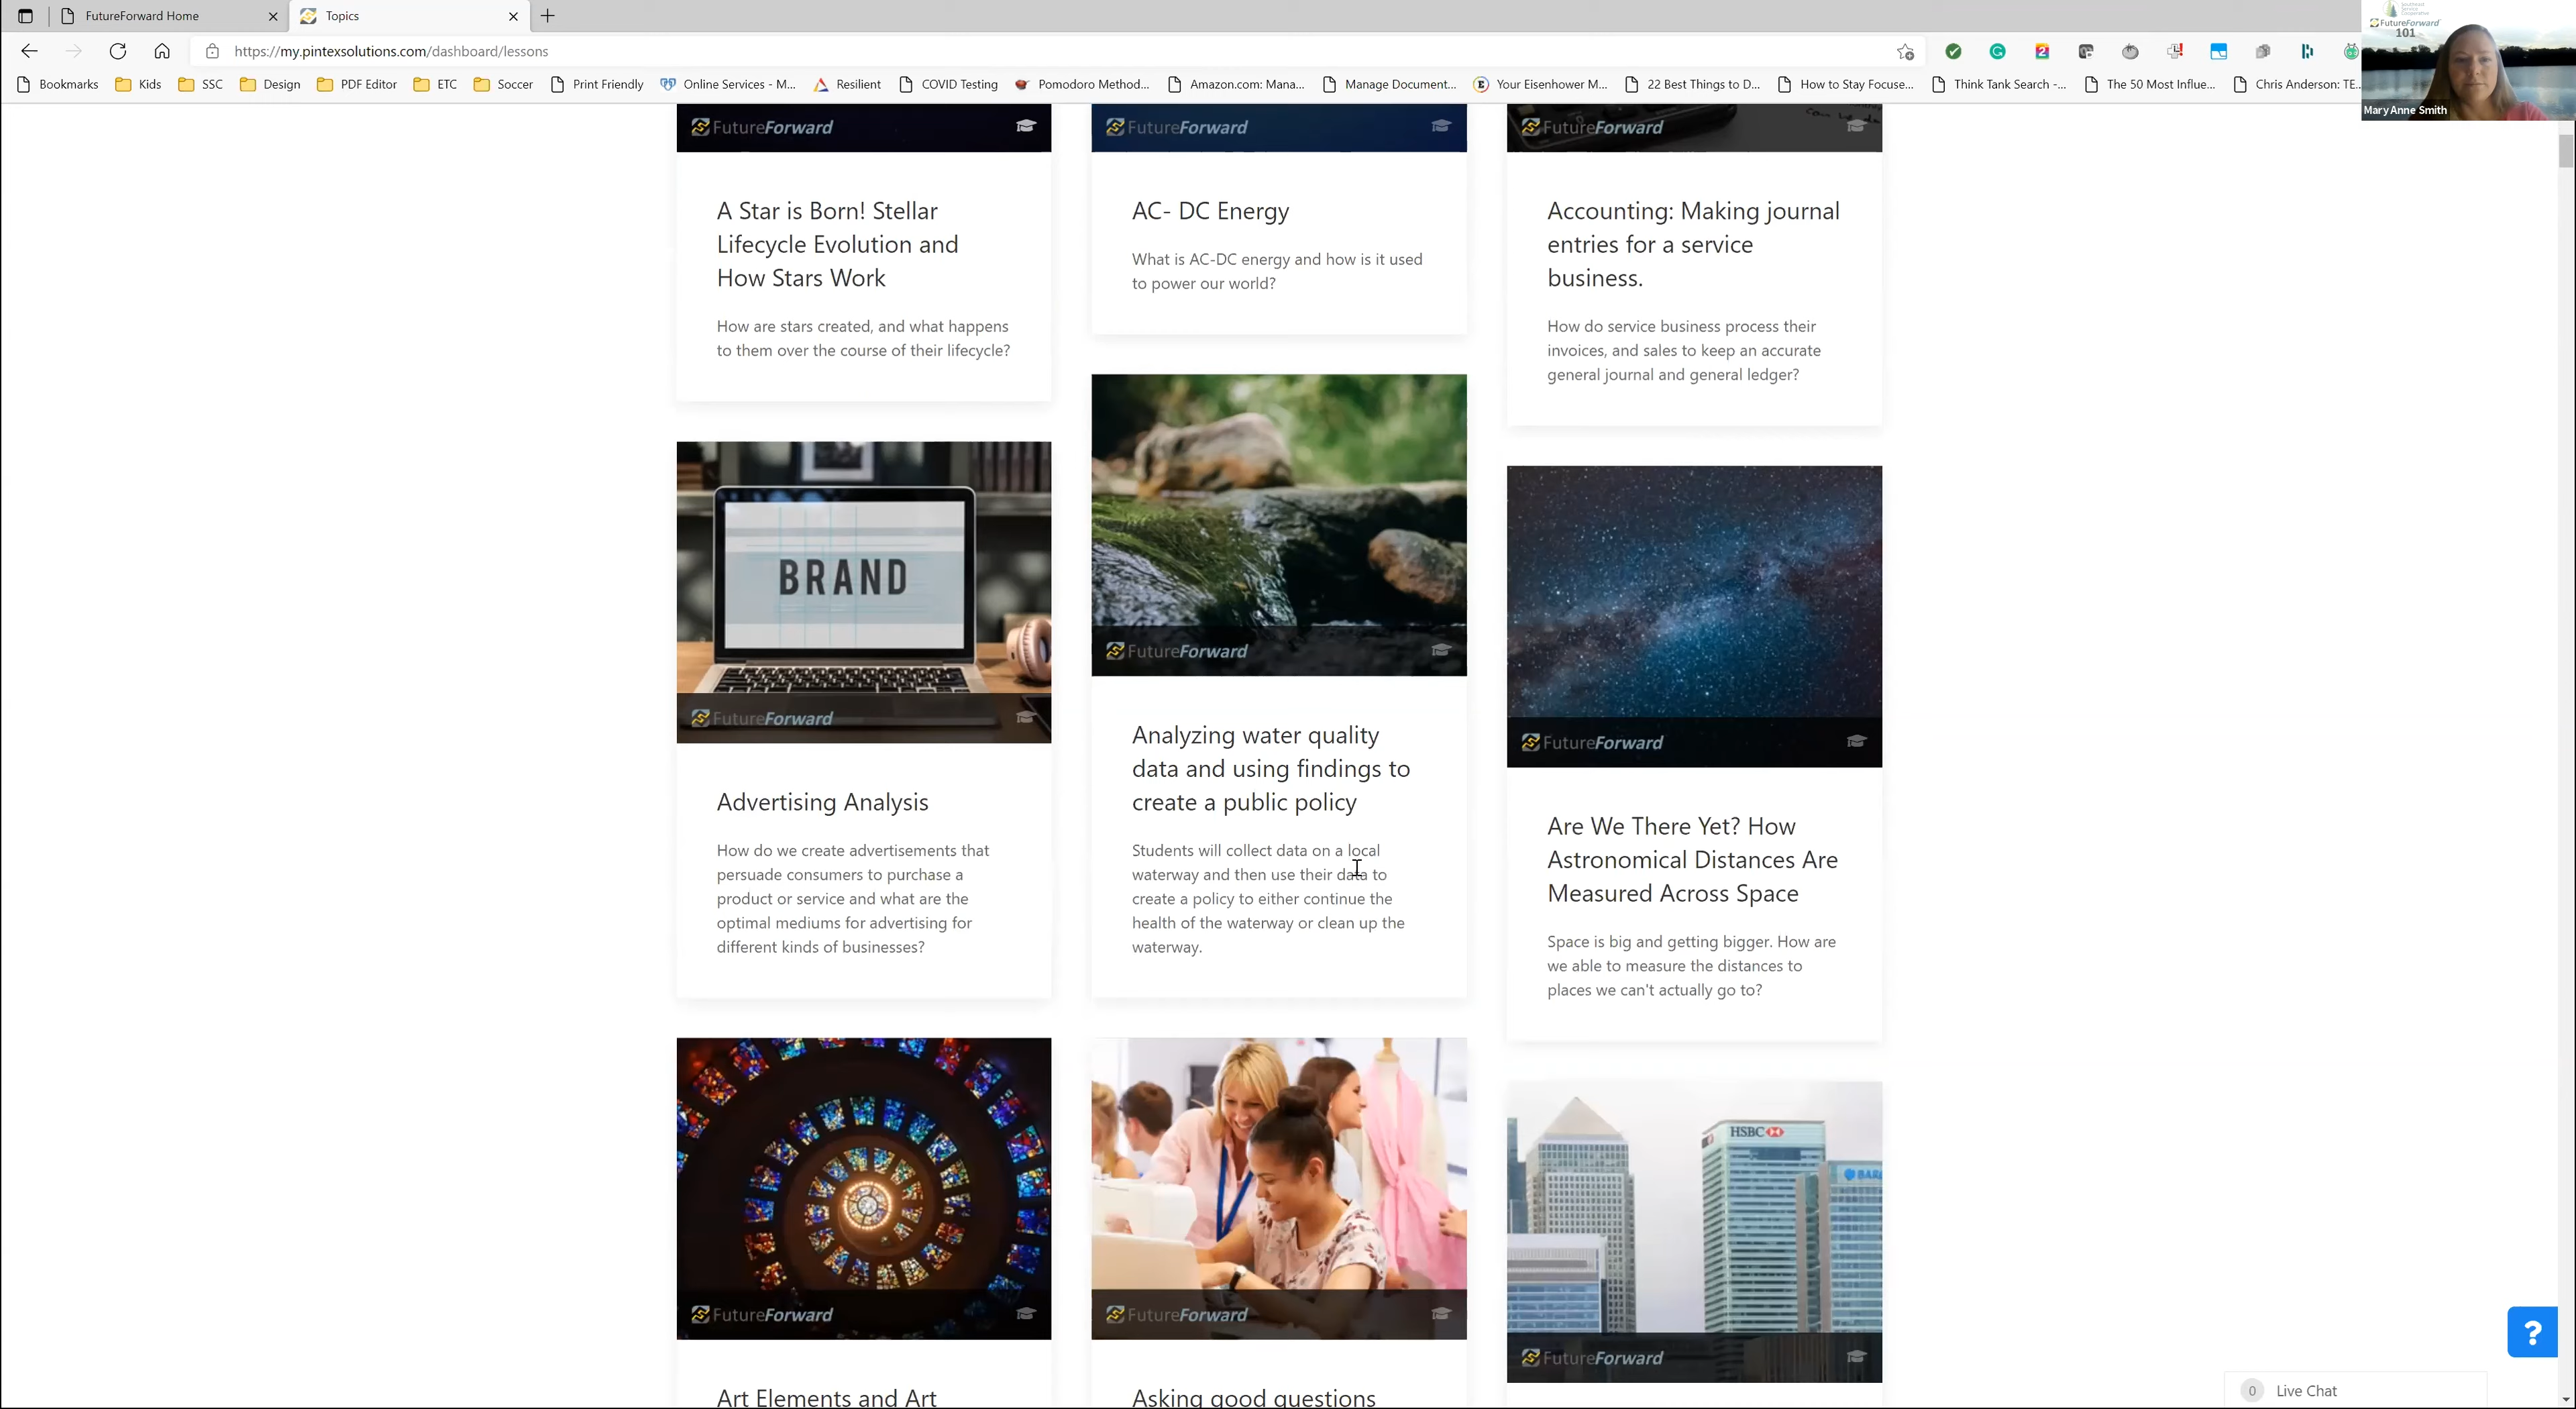 FutureForward Home
Topics
https://my.pintexsolutions.com/dashboard/lessons
Bookmarks
Kids
SSC
Design
PDF Editor
ETC
Soccer
Print Friendly
Online Services - M...
Resilient
COVID Testing
Pomodoro Method...
Amazon.com: Mana...
Manage Document...
Your Eisenhower M...
22 Best Things to D...
How to Stay Focuse...
Think Tank Search -...
The 50 Most Influe...
Chris Anderson: TE...
FutureForward
101
Mary Anne Smith
FutureForward
A Star is Born! Stellar
Lifecycle Evolution and
How Stars Work
How are stars created, and what happens
to them over the course of their lifecycle?
BRAND
FutureForward
Advertising Analysis
How do we create advertisements that
persuade consumers to purchase a
product or service and what are the
optimal mediums for advertising for
different kinds of businesses?
FutureForward
Art Elements and Art
FutureForward
AC- DC Energy
What is AC-DC energy and how is it used
to power our world?
FutureForward
Analyzing water quality
data and using findings to
create a public policy
Students will collect data on a local
waterway and then use their data to
create a policy to either continue the
health of the waterway or clean up the
waterway.
FutureForward
Asking good questions
FutureForward
Accounting: Making journal
entries for a service
business.
How do service business process their
invoices, and sales to keep an accurate
general journal and general ledger?
FutureForward
Are We There Yet? How
Astronomical Distances Are
Measured Across Space
Space is big and getting bigger. How are
we able to measure the distances to
places we can't actually go to?
HSBC
FutureForward
?
0 Live Chat